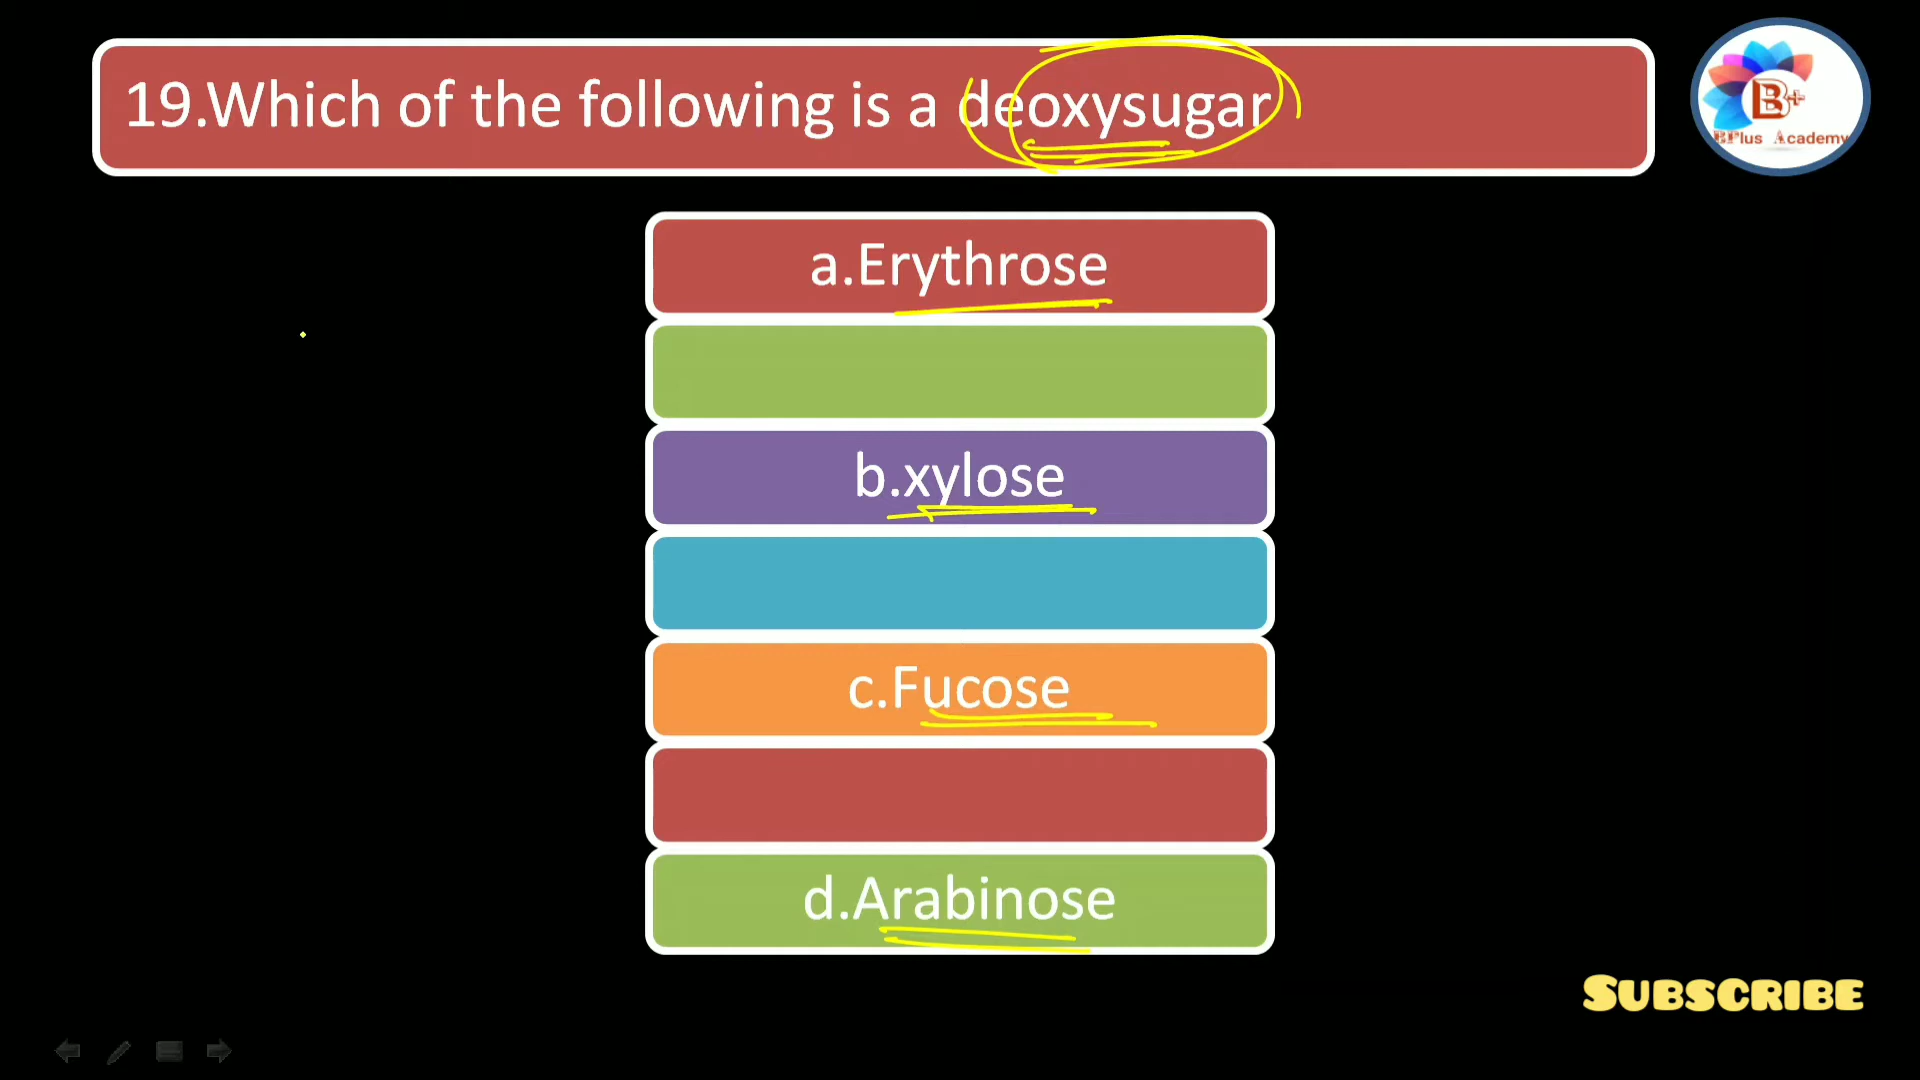 19.Which of the following is a deoxysugar
B+
BPlus Academy
a.Erythrose
b.xylose
c.Fucose
d.Arabinose
SUBSCRIBE